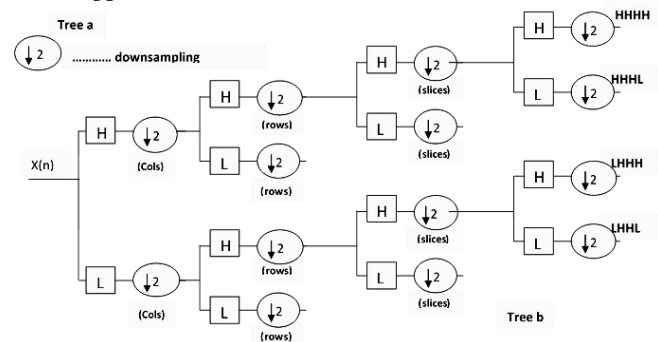 Tree a
↓2 ………… downsampling
X(n)
H ↓2 (Cols)
H ↓2 (rows)
H ↓2 (slices)
H ↓2 HHHH
L ↓2 HHHL
L ↓2 (slices)
L ↓2 (rows)
L ↓2 (Cols)
H ↓2 (rows)
H ↓2 (slices)
H ↓2 LHHH
L ↓2 LHHL
L ↓2 (slices)
L ↓2 (rows)
Tree b